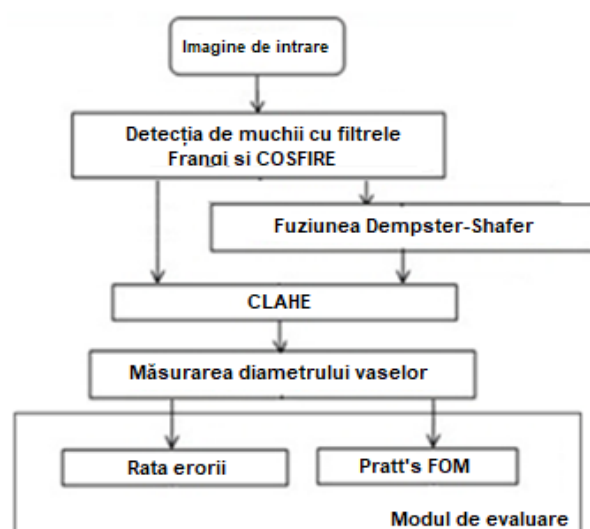 Imagine de intrare
Detecția de muchii cu filtrele
Frangi si COSFIRE
Fuziunea Dempster-Shafer
CLAHE
Măsurarea diametrului vaselor
Rata erorii
Pratt's FOM
Modul de evaluare